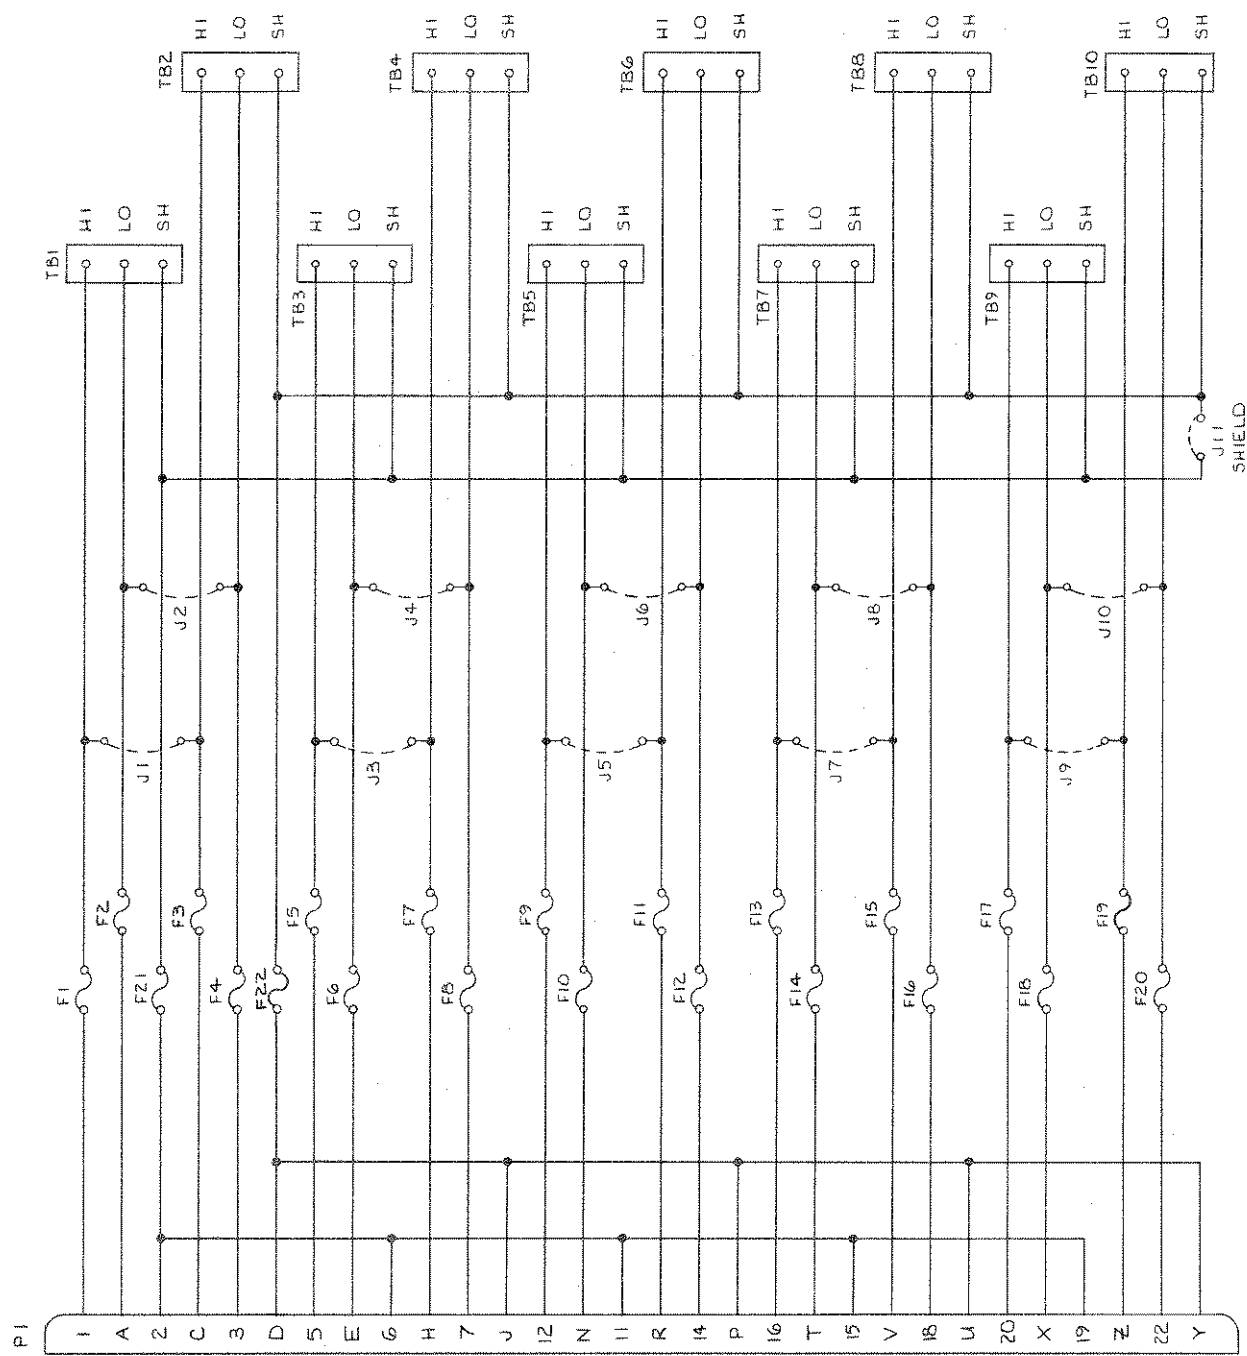 TB2
HI
LO
SH
TB4
HI
LO
SH
TB6
HI
LO
SH
TB8
HI
LO
SH
TB10
HI
LO
SH
TB1
HI
LO
SH
TB3
HI
LO
SH
TB5
HI
LO
SH
TB7
HI
LO
SH
TB9
HI
LO
SH
J11
SHIELD
J2
J4
J6
J8
J10
J1
J3
J5
J7
J9
F2
F3
F5
F7
F9
F11
F13
F15
F17
F19
F1
F21
F4
F22
F6
F8
F10
F12
F14
F16
F18
F20
P1
1
A
2
C
3
D
5
E
6
H
7
J
12
N
11
R
14
P
16
T
15
V
18
U
20
X
19
Z
22
Y